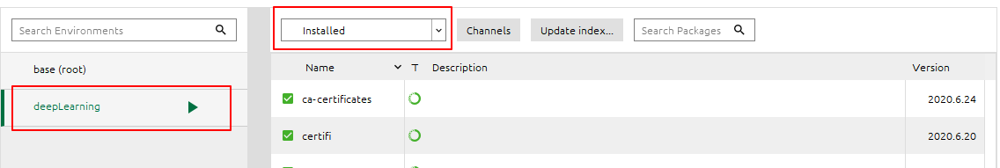 Search Environments
Installed
Channels
Update index...
Search Packages
base (root)
deepLearning
Name T Description Version
ca-certificates 2020.6.24
certifi 2020.6.20